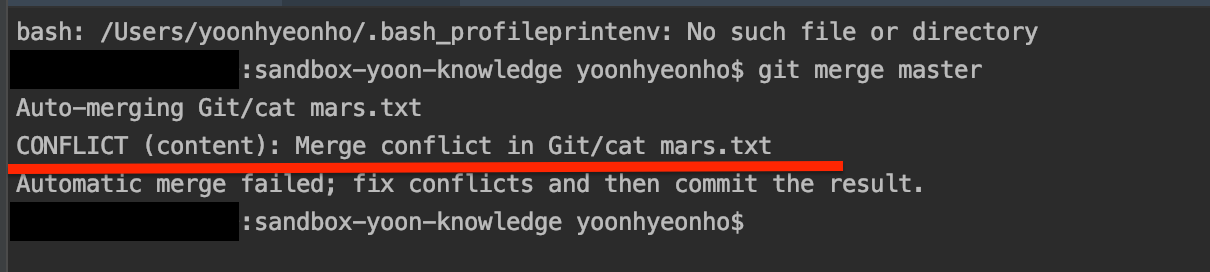 bash: /Users/yoonhyeonho/.bash_profileprintenv: No such file or directory
:sandbox-yoon-knowledge yoonhyeonho$ git merge master
Auto-merging Git/cat mars.txt
CONFLICT (content): Merge conflict in Git/cat mars.txt
Automatic merge failed; fix conflicts and then commit the result.
:sandbox-yoon-knowledge yoonhyeonho$